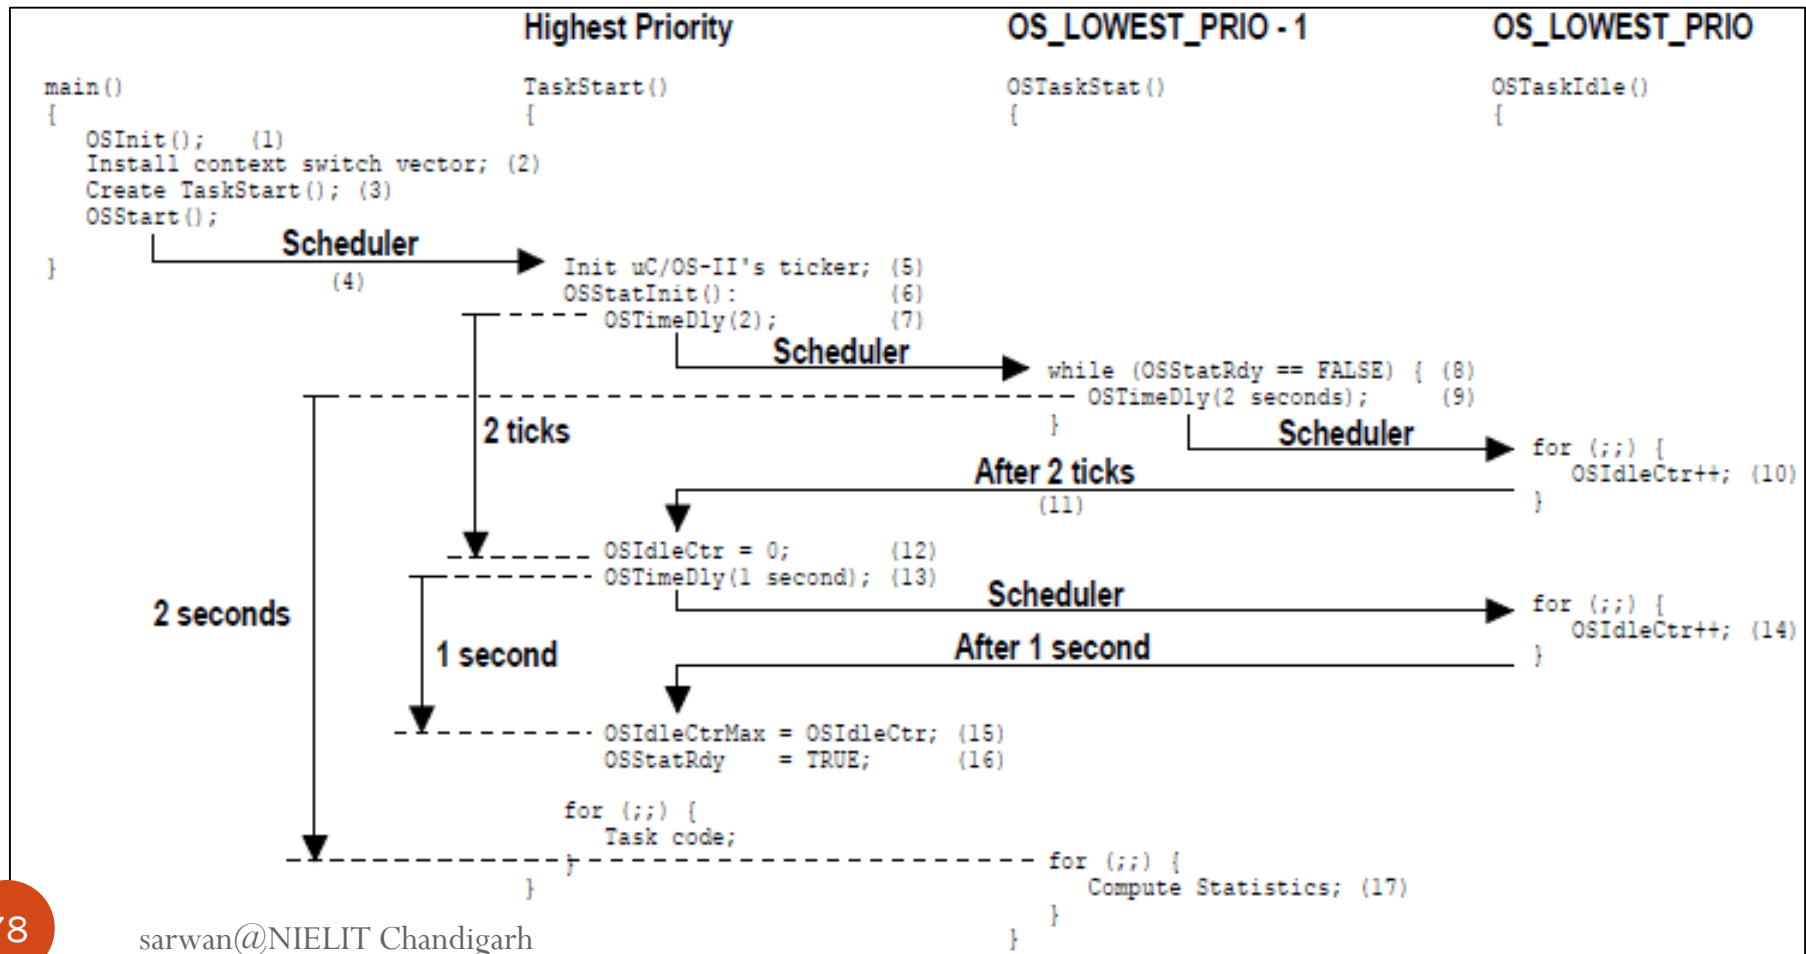 Highest Priority
OS_LOWEST_PRIO - 1
OS_LOWEST_PRIO
main()
{
OSInit(); (1)
Install context switch vector; (2)
Create TaskStart(); (3)
OSStart();
}
Scheduler
(4)
TaskStart()
{
Init uC/OS-II's ticker; (5)
OSStatInit(): (6)
OSTimeDly(2); (7)
Scheduler
OSTaskStat()
{
while (OSStatRdy == FALSE) { (8)
OSTimeDly(2 seconds); (9)
}
Scheduler
OSTaskIdle()
{
for (;;) {
OSIdleCtr++; (10)
}
2 ticks
After 2 ticks
(11)
OSIdleCtr = 0; (12)
OSTimeDly(1 second); (13)
Scheduler
for (;;) {
OSIdleCtr++; (14)
}
2 seconds
1 second
After 1 second
OSIdleCtrMax = OSIdleCtr; (15)
OSStatRdy = TRUE; (16)
for (;;) {
Task code;
}
}
for (;;) {
Compute Statistics; (17)
}
}
sarwan@NIELIT Chandigarh